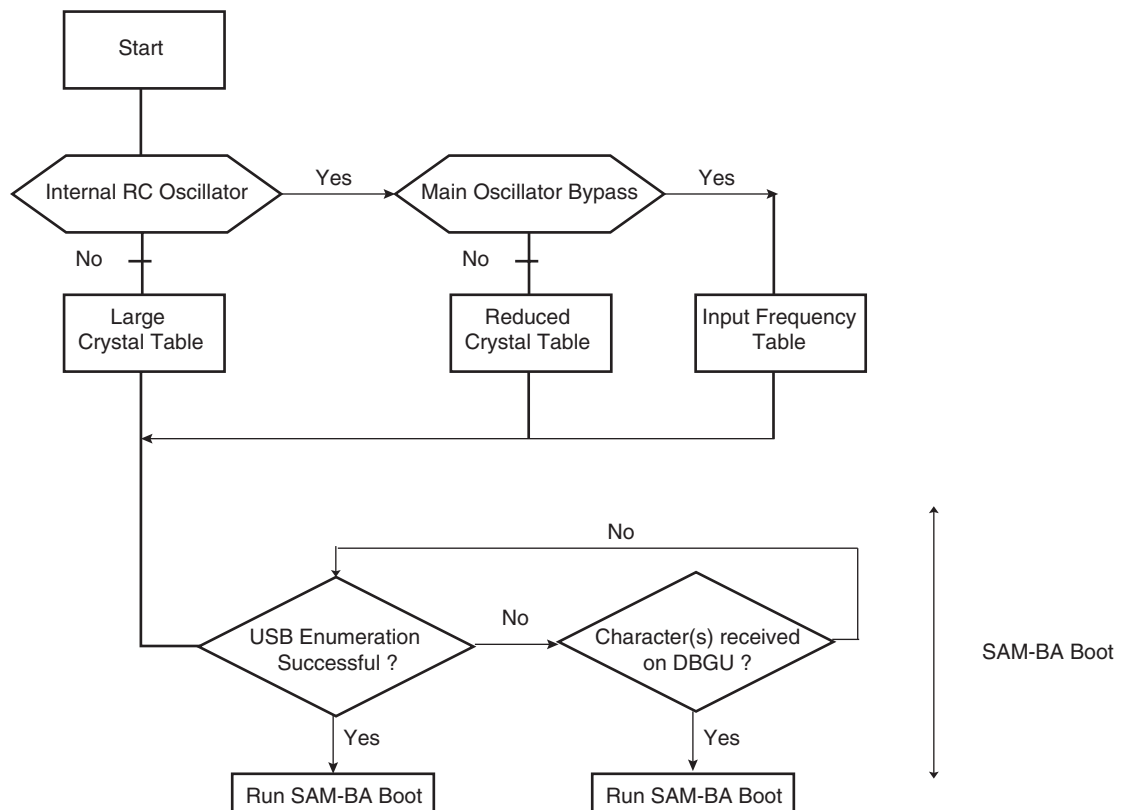 Start
Internal RC Oscillator
Yes
Main Oscillator Bypass
Yes
No
No
Large
Crystal Table
Reduced
Crystal Table
Input Frequency
Table
No
USB Enumeration
Successful ?
No
Character(s) received
on DBGU ?
SAM-BA Boot
Yes
Yes
Run SAM-BA Boot
Run SAM-BA Boot